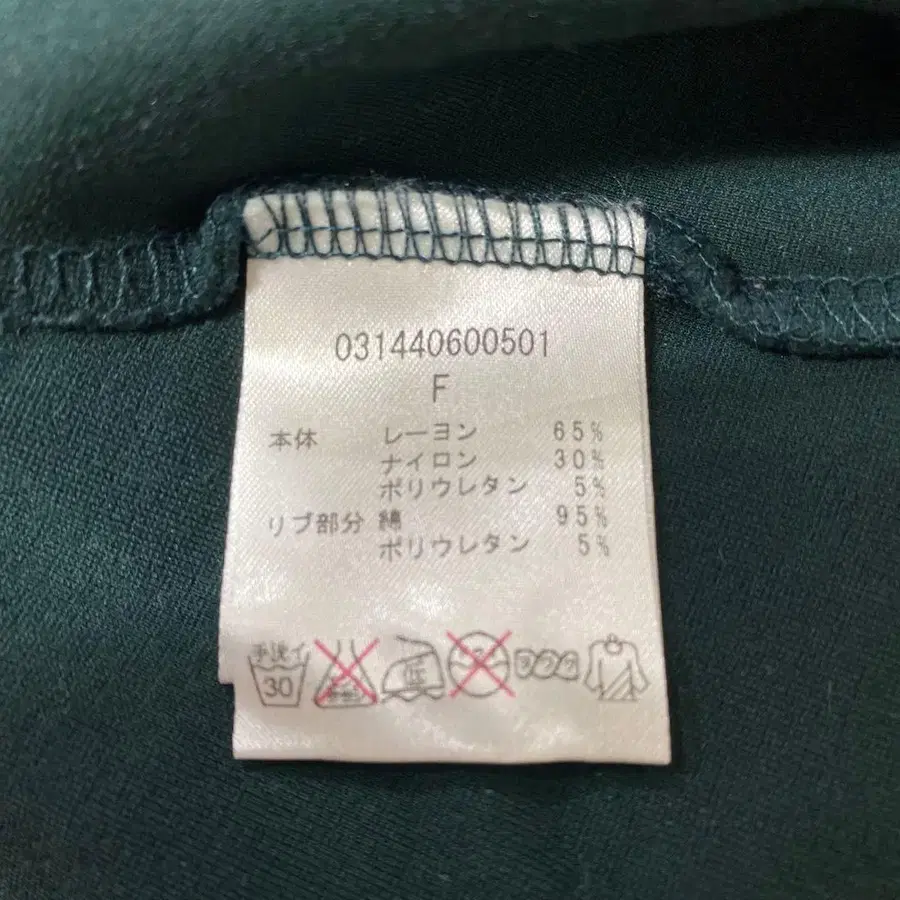 031440600501
F
本体 レーヨン 65%
ナイロン 30%
ポリウレタン 5%
リブ部分 綿 95%
ポリウレタン 5%
手洗イ
30
低